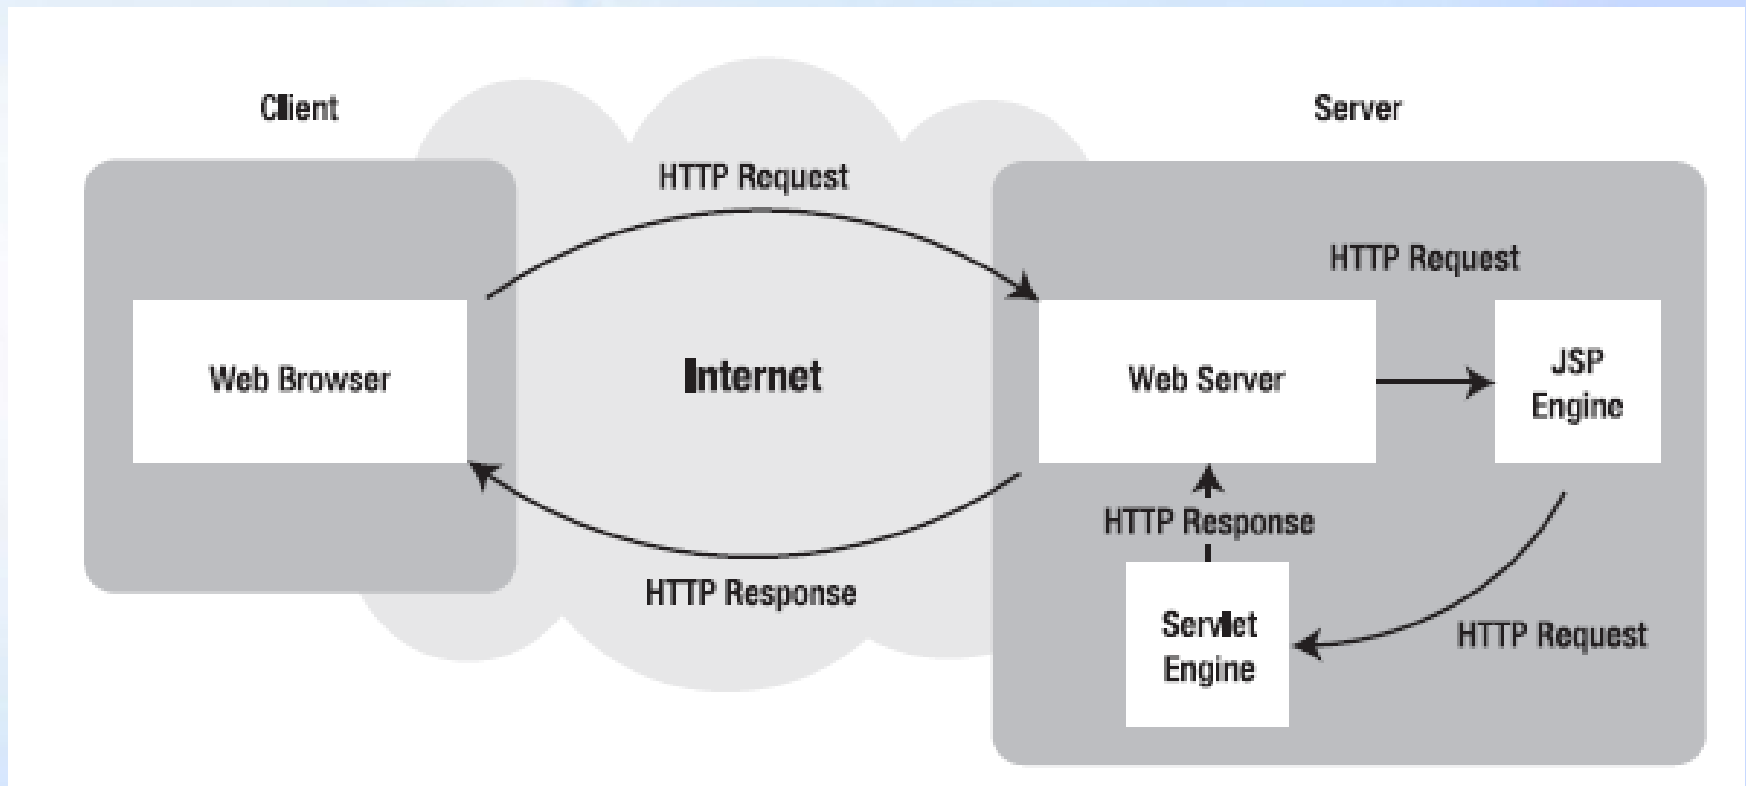 Client
Server
HTTP Request
HTTP Request
Web Browser
Internet
Web Server
JSP
Engine
HTTP Response
HTTP Response
Servlet
Engine
HTTP Request